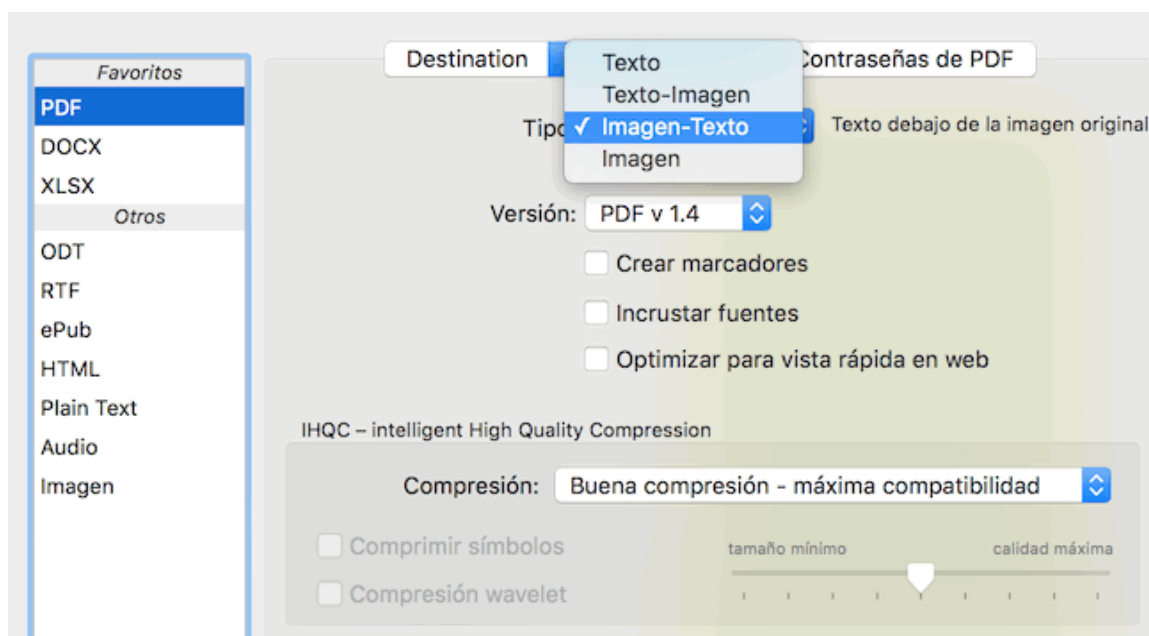 Favoritos
PDF
DOCX
XLSX
Otros
ODT
RTF
ePub
HTML
Plain Text
Audio
Imagen
Destination
Contraseñas de PDF
Texto
Texto-Imagen
✓ Imagen-Texto
Imagen
Texto debajo de la imagen original
Versión: PDF v 1.4
Crear marcadores
Incrustar fuentes
Optimizar para vista rápida en web
IHQC – intelligent High Quality Compression
Compresión: Buena compresión - máxima compatibilidad
Comprimir símbolos
tamaño mínimo calidad máxima
Compresión wavelet